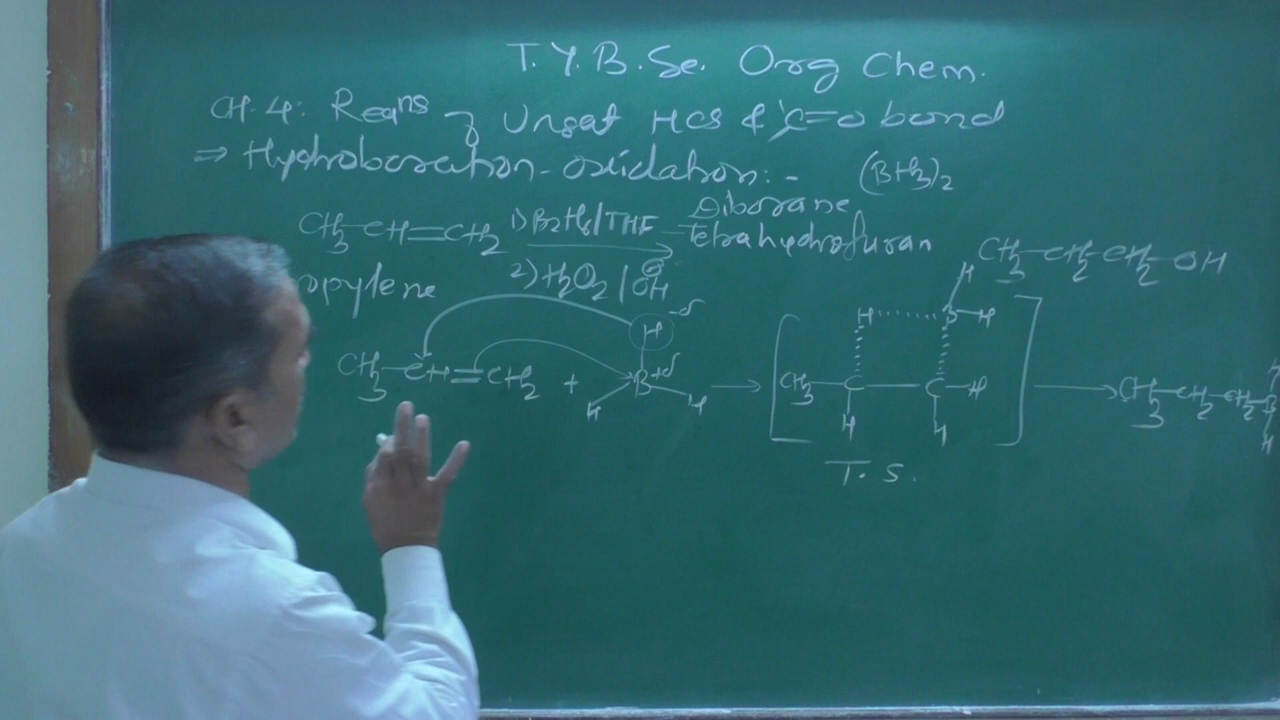 T.Y.B.Sc. Org Chem.
CH.4: Reans of Unsat HCs & C=O bond
⇒ Hydroboration-oxidation:- (BH3)2
CH3-CH=CH2 1) B2H6/THF — Diborane
Tetrahydrofuran
CH3-CH2-CH2-OH
opylene 2) H2O2/OH⊖
CH3-CH=CH2 + B H H H -δ +δ → [CH3-C-C-H H H H B H H] → CH3-CH2-CH2-B H H
T.S.